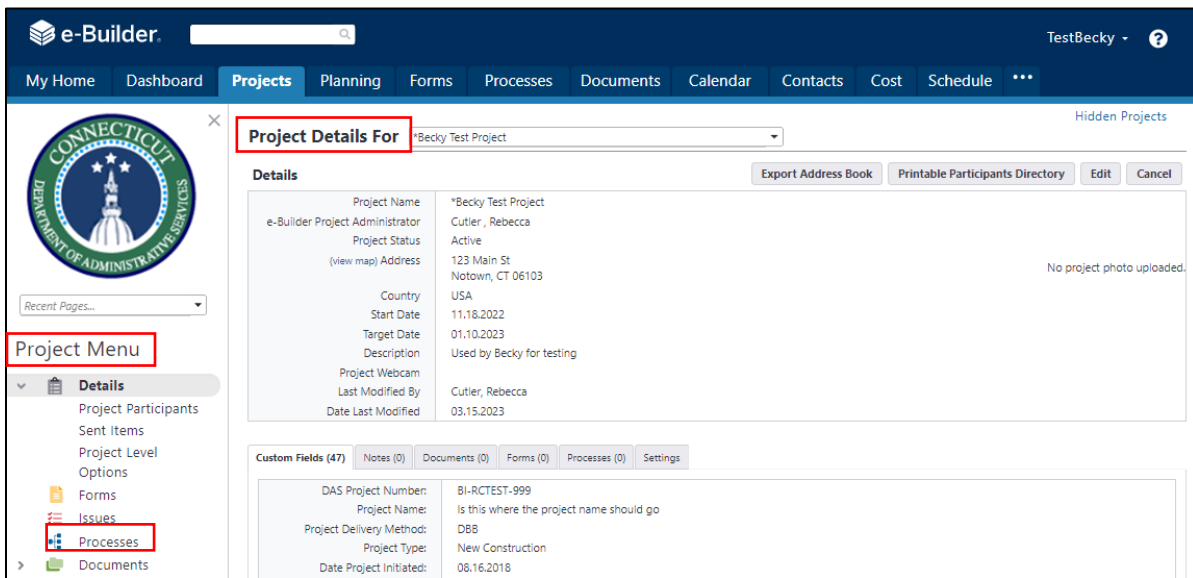 e-Builder.
TestBecky
?
My Home Dashboard Projects Planning Forms Processes Documents Calendar Contacts Cost Schedule •••
CONNECTICUT
DEPARTMENT OF ADMINISTRATIVE SERVICES
Recent Pages...
Project Menu
Details
Project Participants
Sent Items
Project Level
Options
Forms
Issues
Processes
Documents
Hidden Projects
Project Details For *Becky Test Project
Details Export Address Book Printable Participants Directory Edit Cancel
Project Name *Becky Test Project
e-Builder Project Administrator Cutler , Rebecca
Project Status Active
(view map) Address 123 Main St
Notown, CT 06103
No project photo uploaded.
Country USA
Start Date 11.18.2022
Target Date 01.10.2023
Description Used by Becky for testing
Project Webcam
Last Modified By Cutler, Rebecca
Date Last Modified 03.15.2023
Custom Fields (47) Notes (0) Documents (0) Forms (0) Processes (0) Settings
DAS Project Number: BI-RCTEST-999
Project Name: Is this where the project name should go
Project Delivery Method: DBB
Project Type: New Construction
Date Project Initiated: 08.16.2018